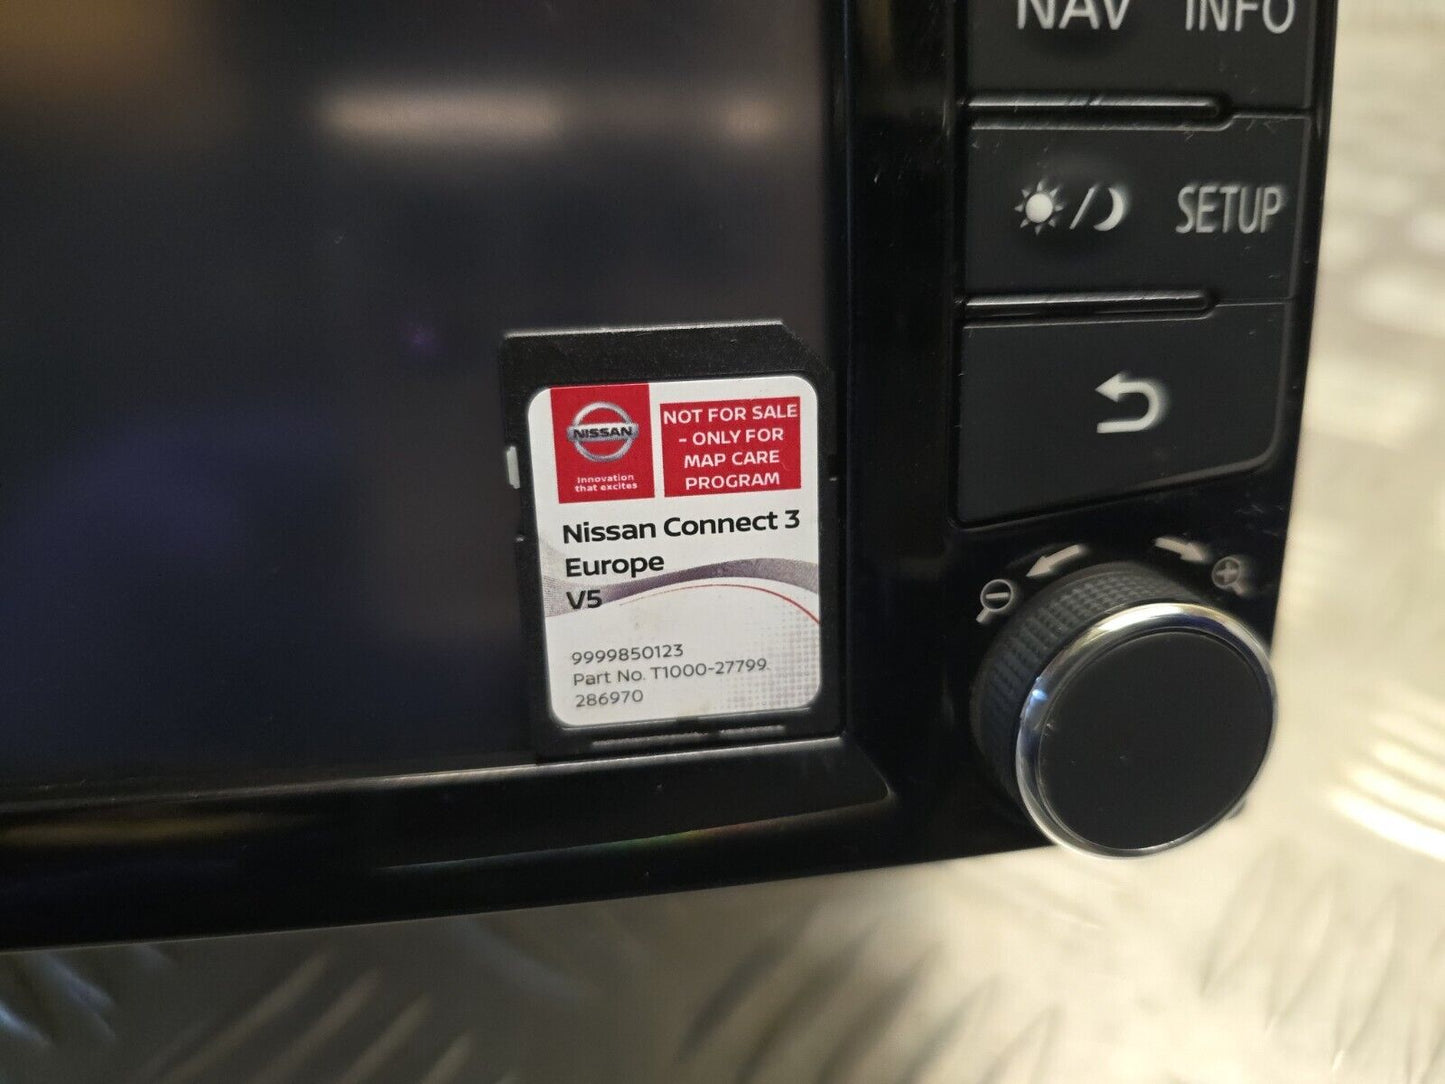 NAV INFO
SETUP
NISSAN
Innovation
that excites
NOT FOR SALE
- ONLY FOR
MAP CARE
PROGRAM
Nissan Connect 3
Europe
V5
9999850123
Part No. T1000-27799
286970